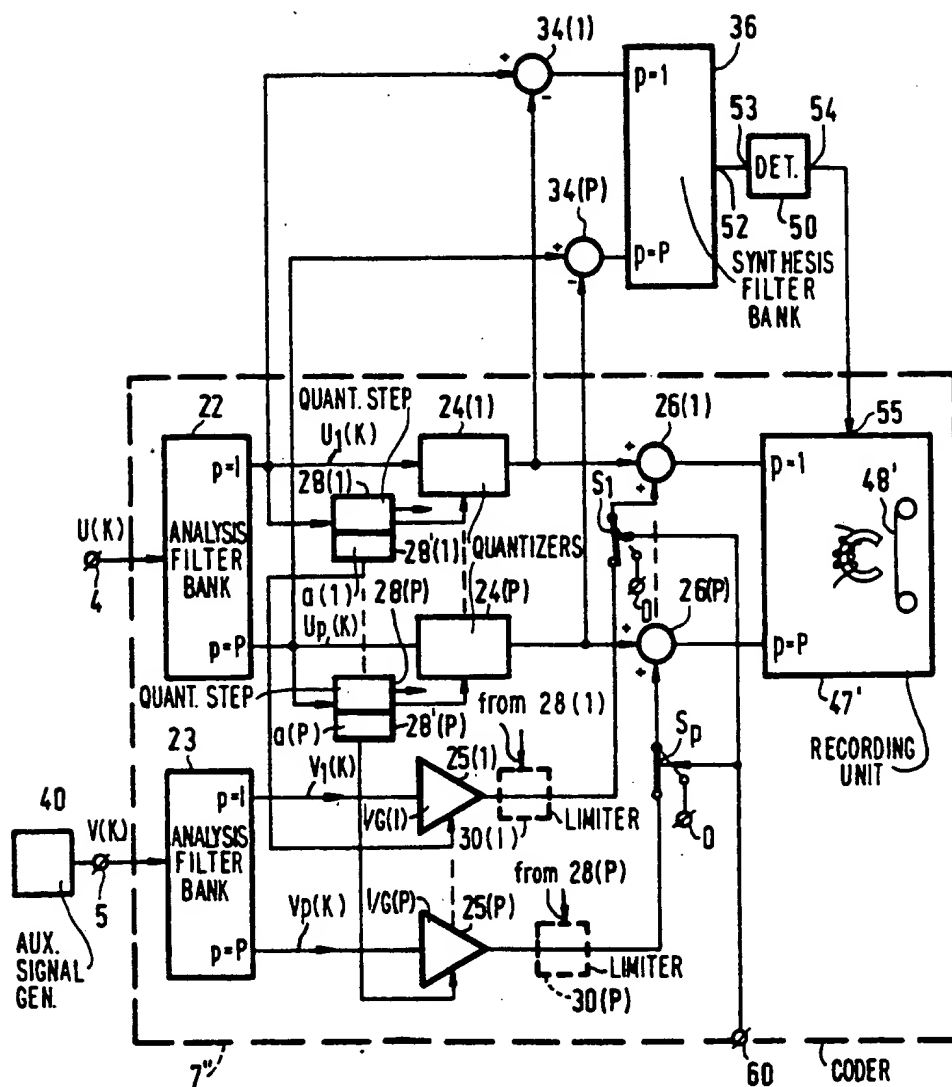 34(1)
36
+
-
p=1
53
54
DET.
34(P)
52
50
+
-
p=P
SYNTHESIS
FILTER
BANK
22
QUANT. STEP
24(1)
26(1)
55
p=1
U1(K)
+
+
p=1
28(1)
S1
48'
U(K)
ANALYSIS
FILTER
BANK
28'(1)
QUANTIZERS
4
a(1)
28(P)
24(P)
0
26(P)
Up(K)
+
p=P
p=P
+
QUANT. STEP
from 28(1)
47'
a(P)
28'(P)
Sp
RECORDING
UNIT
23
25(1)
V1(K)
p=1
40
V(K)
1/G(1)
LIMITER
ANALYSIS
FILTER
BANK
30(1)
0
5
from 28(P)
Vp(K)
1/G(P)
25(P)
AUX.
SIGNAL
GEN.
p=P
LIMITER
30(P)
7"
60
CODER